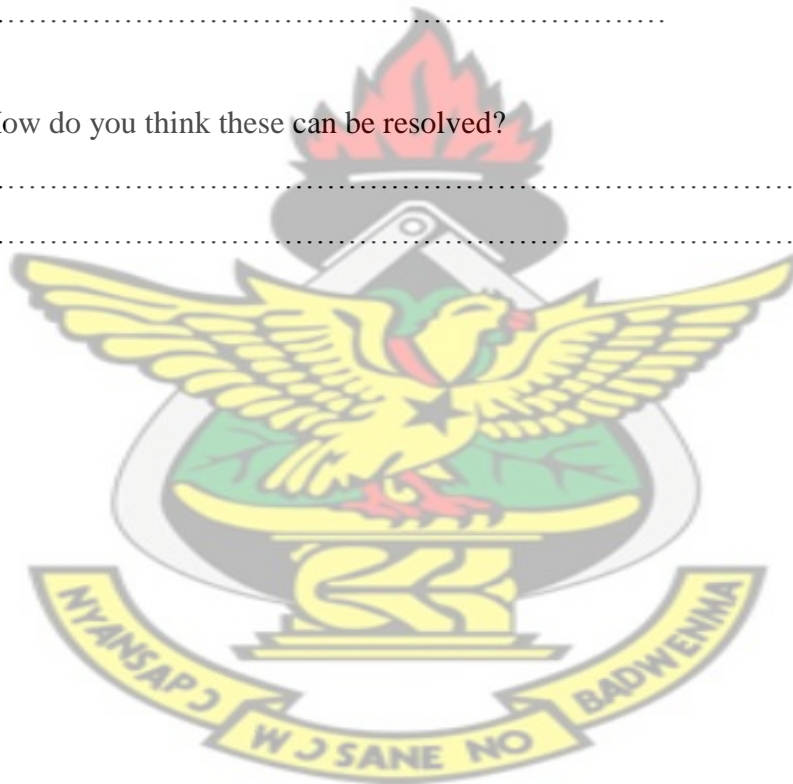 ……………………………………………………………
How do you think these can be resolved?
………………………………………………………………………
………………………………………………………………………
NYANSAPƆ WƆSANE NO BADWENMA